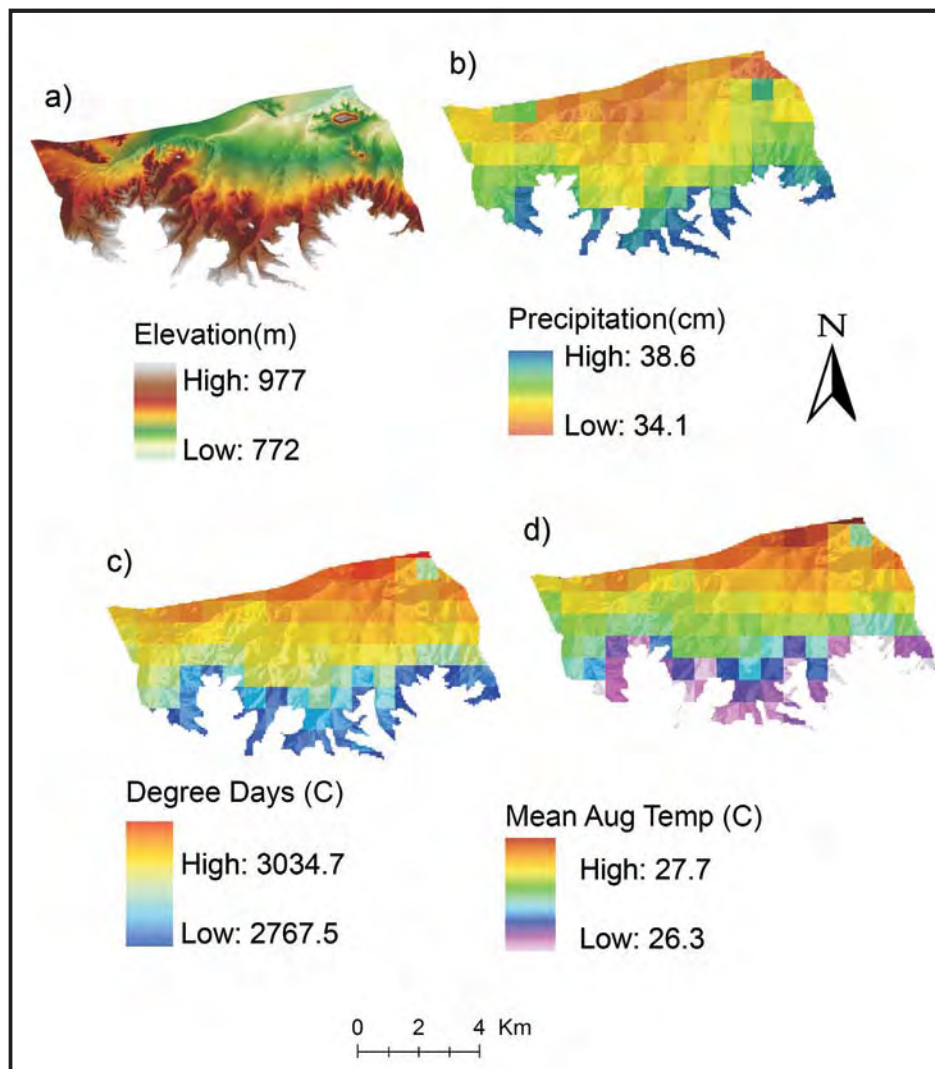 a)
b)
Elevation(m)
High: 977
Low: 772
Precipitation(cm)
High: 38.6
Low: 34.1
N
c)
d)
Degree Days (C)
High: 3034.7
Low: 2767.5
Mean Aug Temp (C)
High: 27.7
Low: 26.3
0 2 4 Km